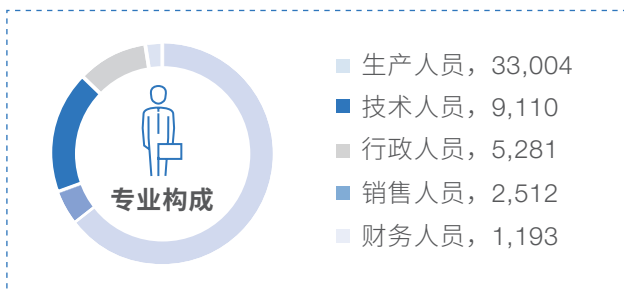 专业构成
生产人员，33,004
技术人员，9,110
行政人员，5,281
销售人员，2,512
财务人员，1,193